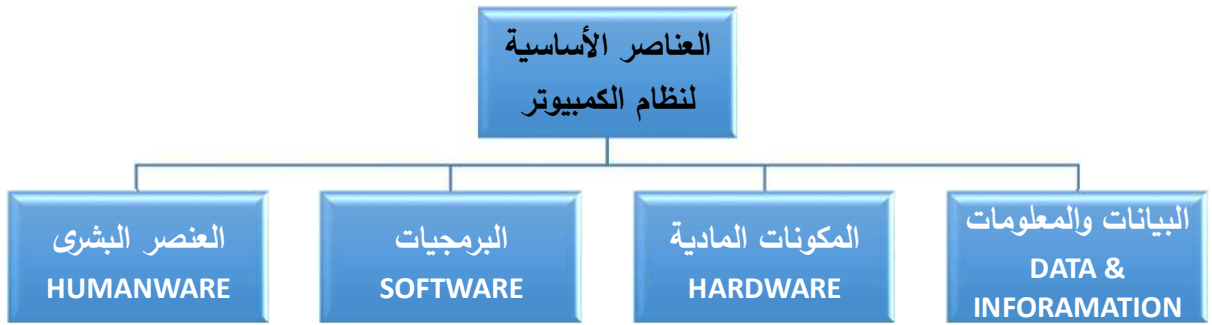 العناصر الأساسية
لنظام الكمبيوتر
البيانات والمعلومات
DATA &
INFORAMATION
المكونات المادية
HARDWARE
البرمجيات
SOFTWARE
العنصر البشرى
HUMANWARE